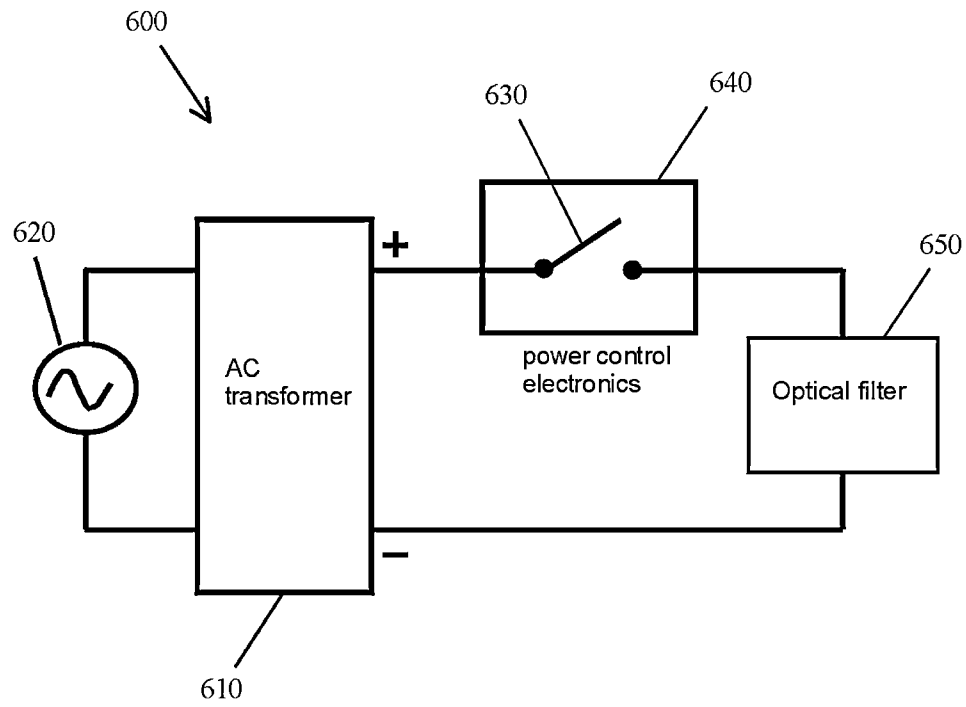 600
630
640
620
+
650
AC
transformer
power control
electronics
Optical filter
−
610